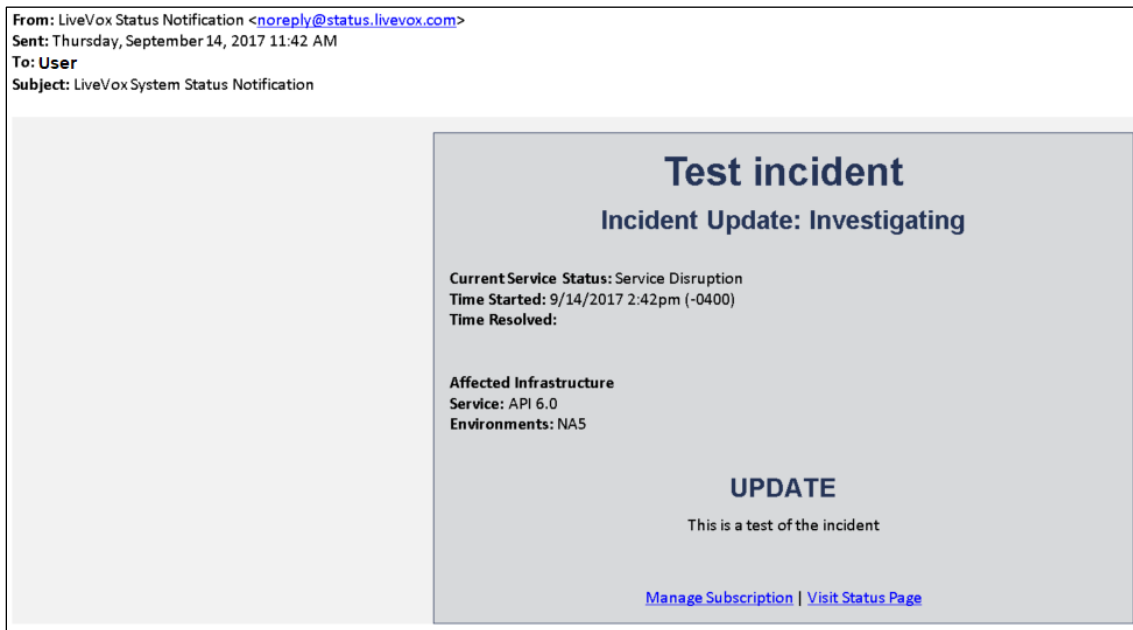 From: LiveVox Status Notification <noreply@status.livevox.com>
Sent: Thursday, September 14, 2017 11:42 AM
To: User
Subject: LiveVox System Status Notification
Test incident
Incident Update: Investigating
Current Service Status: Service Disruption
Time Started: 9/14/2017 2:42pm (-0400)
Time Resolved:
Affected Infrastructure
Service: API 6.0
Environments: NA5
UPDATE
This is a test of the incident
Manage Subscription | Visit Status Page